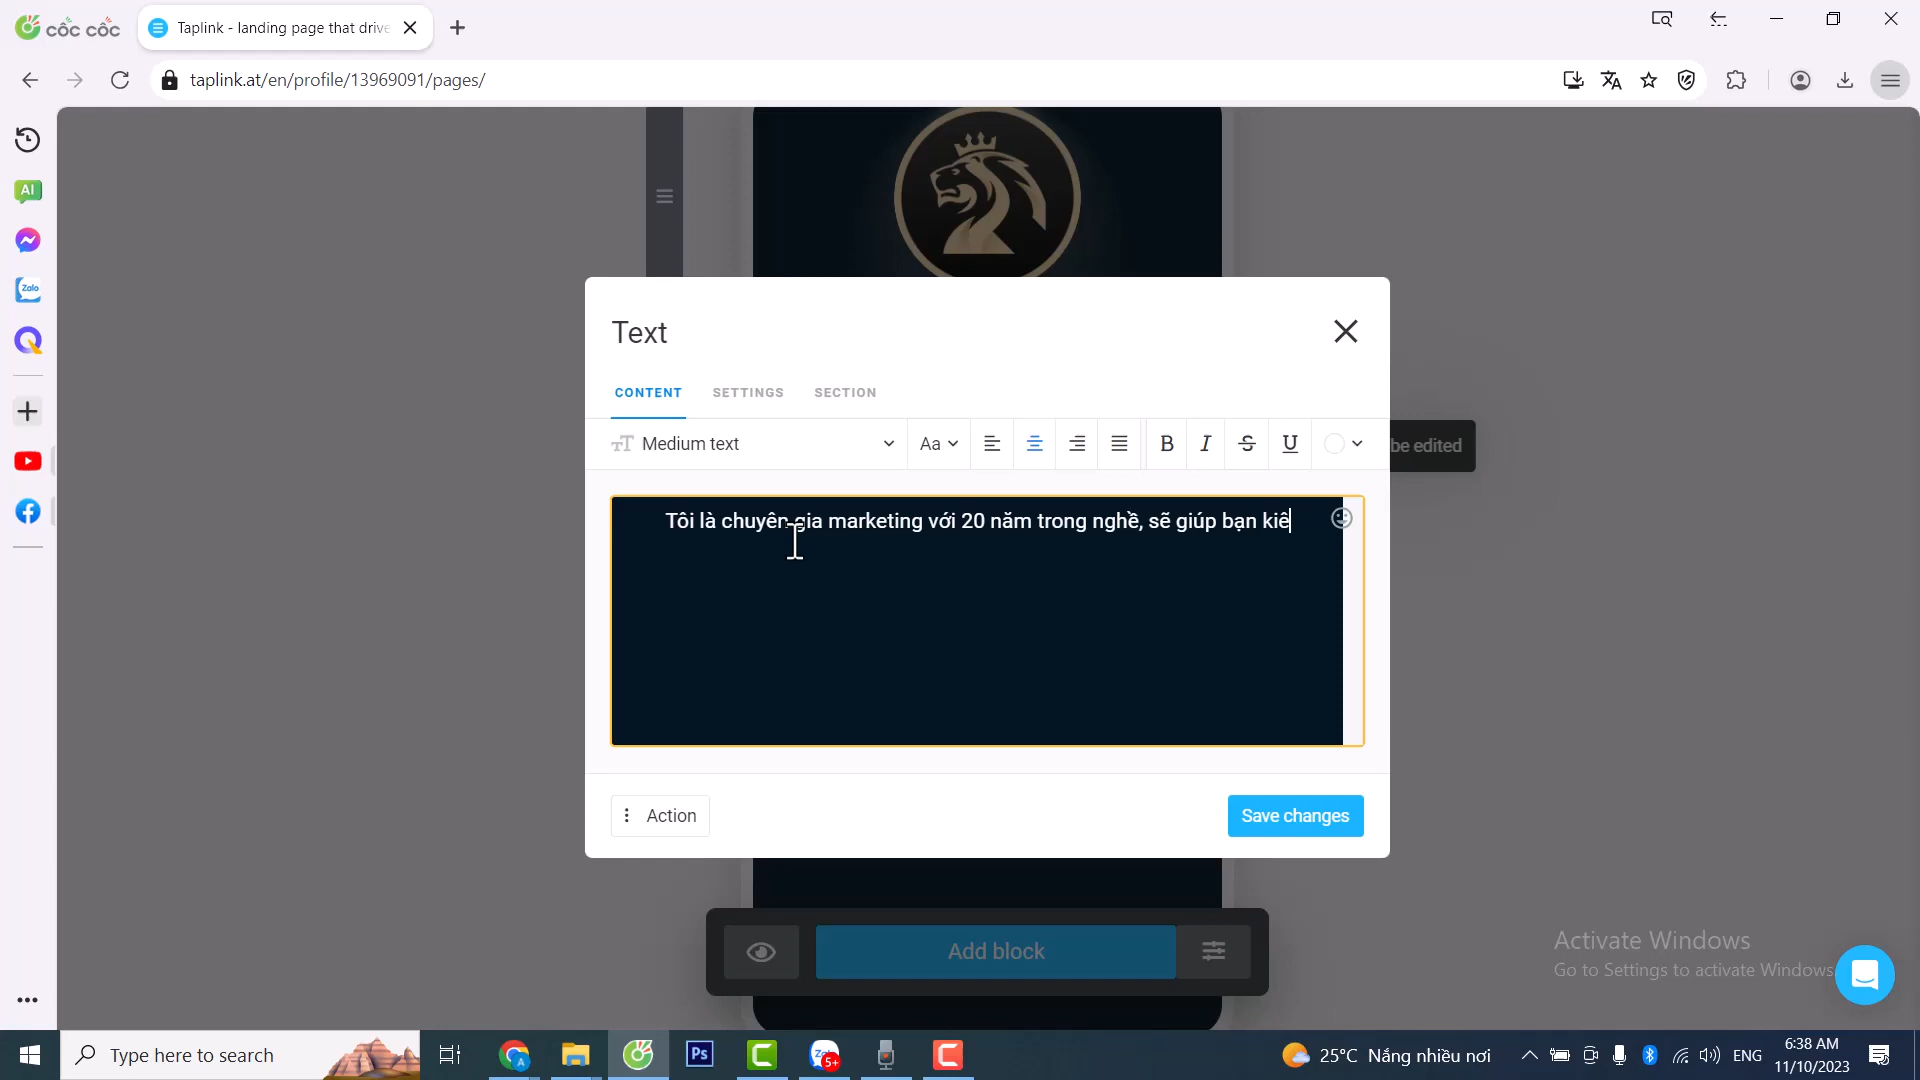 cốc cốc
Taplink - landing page that drive
taplink.at/en/profile/13969091/pages/
AI
Zalo
Text
CONTENT
SETTINGS
SECTION
Medium text
Aa
B
I
S
U
be edited
Tôi là chuyên gia marketing với 20 năm trong nghề, sẽ giúp bạn kiê
Action
Save changes
Add block
Activate Windows
Go to Settings to activate Windows.
Type here to search
Ps
5+
25°C Nắng nhiều nơi
ENG
6:38 AM
11/10/2023